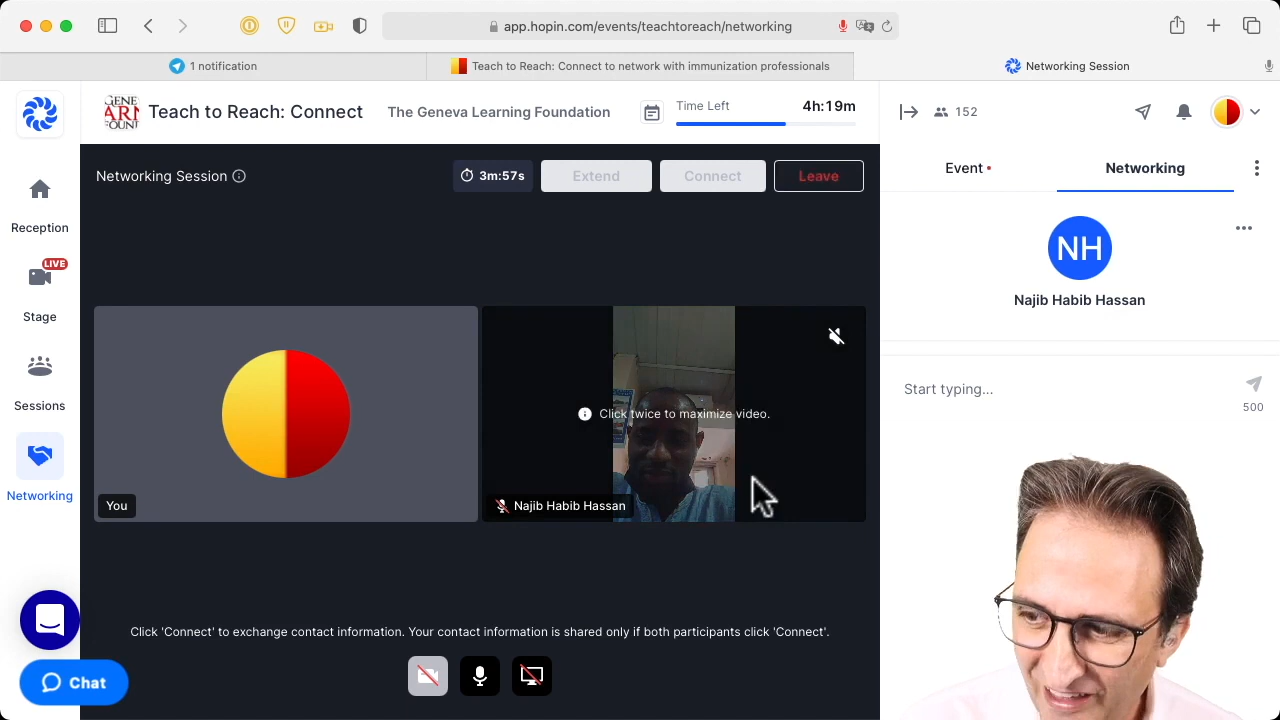 app.hopin.com/events/teachtoreach/networking
1 notification
Teach to Reach: Connect to network with immunization professionals
Networking Session
Teach to Reach: Connect
The Geneva Learning Foundation
Time Left
4h:19m
152
Networking Session
3m:57s
Extend
Connect
Leave
Event
Networking
Reception
LIVE
Stage
Sessions
Networking
NH
Najib Habib Hassan
Click twice to maximize video.
You
Najib Habib Hassan
Start typing...
500
Click 'Connect' to exchange contact information. Your contact information is shared only if both participants click 'Connect'.
Chat